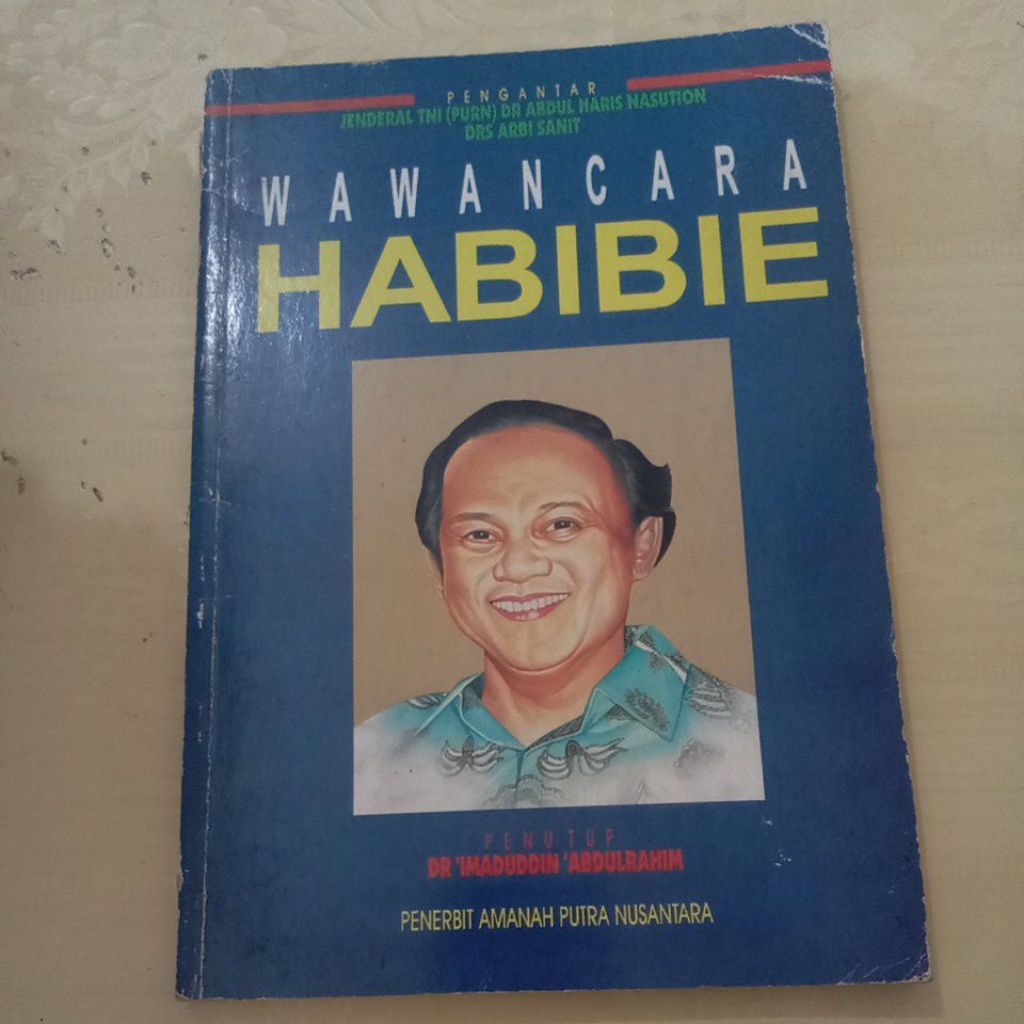 PENGANTAR
JENDERAL TNI (PURN) DR ABDUL HARIS NASUTION
DRS ARBI SANIT
WAWANCARA
HABIBIE
PENUTUP
DR 'IMADUDDIN 'ABDULRAHIM
PENERBIT AMANAH PUTRA NUSANTARA